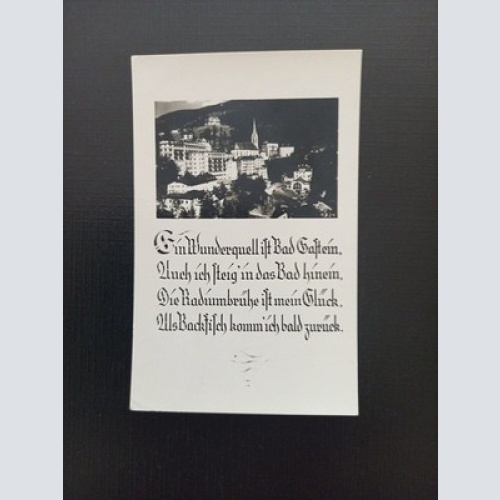 Ein Wunderquell ist Bad Gastein.
Auch ich steig' in das Bad hinein.
Die Radiumbrühe ist mein Glück,
Als Backfisch komm' ich bald zurück.